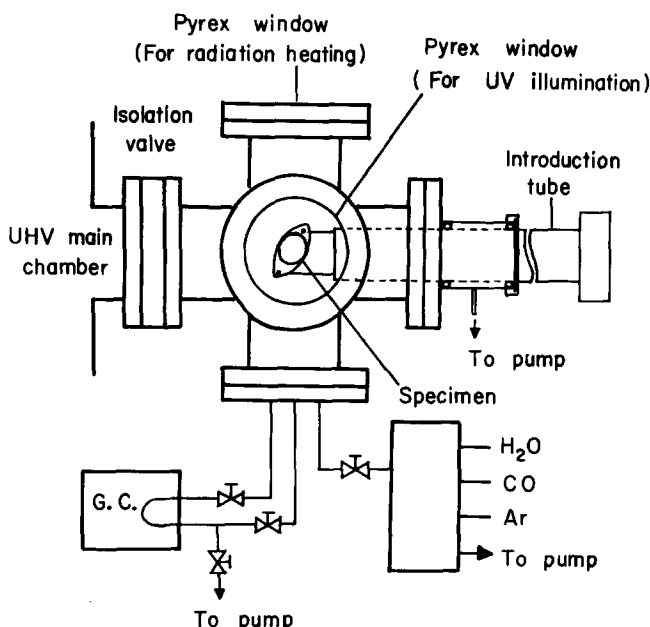 Pyrex window
(For radiation heating)
Pyrex window
(For UV illumination)
Isolation
valve
Introduction
tube
UHV main
chamber
To pump
Specimen
G. C.
H₂O
CO
Ar
To pump
To pump